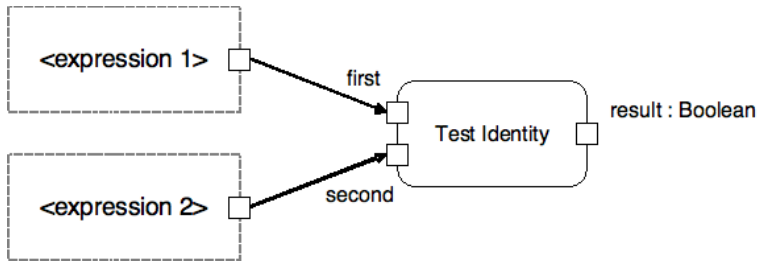 <expression 1>
first
Test Identity
result : Boolean
second
<expression 2>